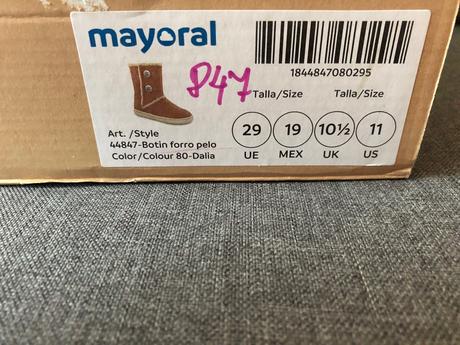 mayoral
847
1844847080295
Talla/Size Talla/Size
Art. /Style
44847-Botin forro pelo
Color/Colour 80-Dalia
29 19 10½ 11
UE MEX UK US